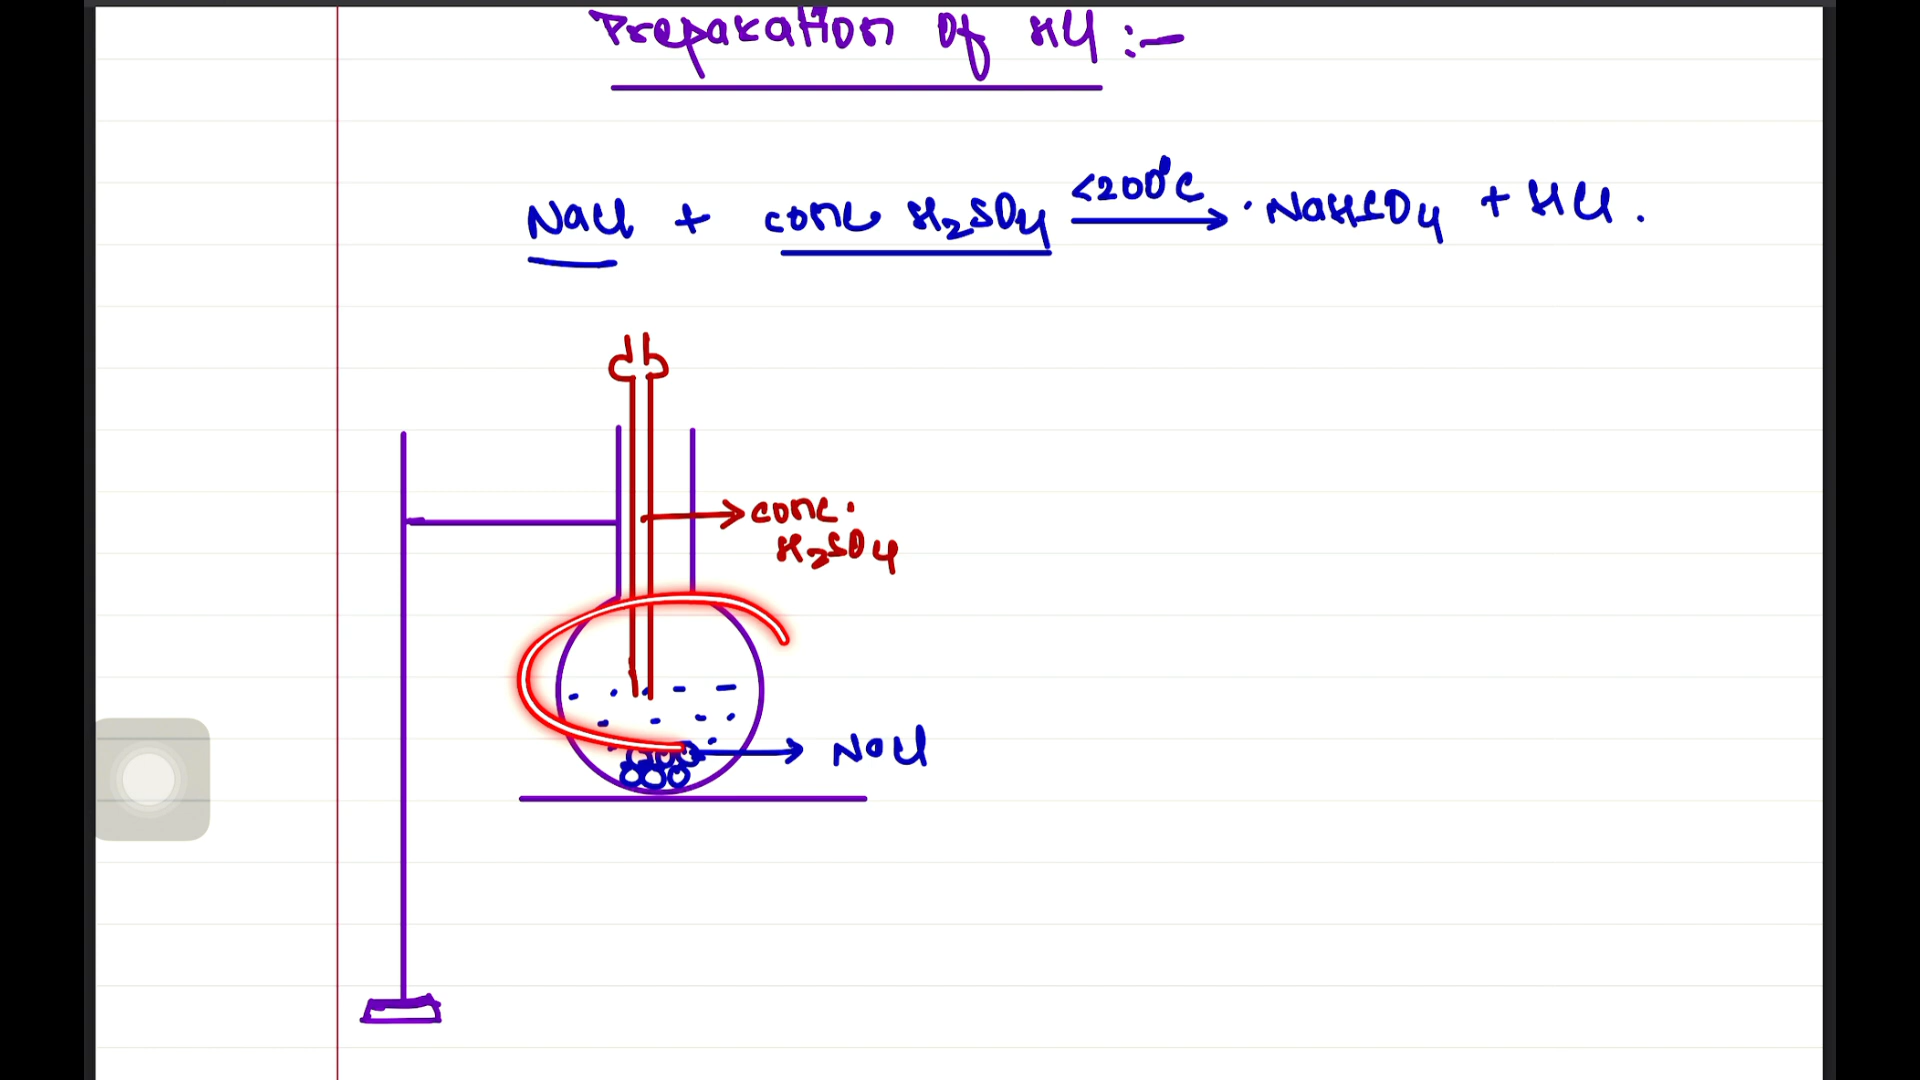 Preparation of HCl :-
<200°C
NaCl + conc H₂SO₄ → NaHSO₄ + HCl.
conc.
H₂SO₄
NaCl